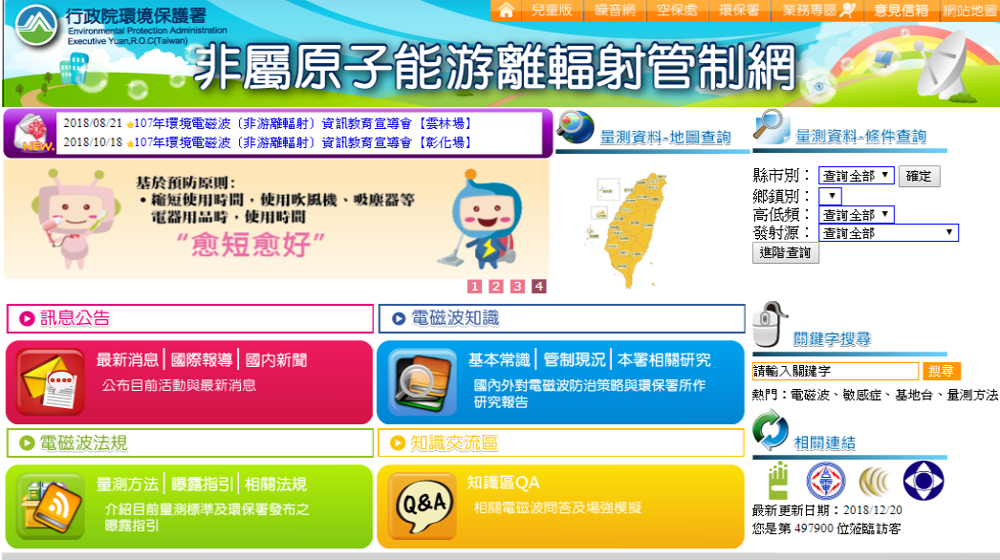 行政院環境保護署
Environmental Protection Administration
Executive Yuan,R.O.C(Taiwan)
兒童版 噪音網 空保處 環保署 業務專區 意見信箱 網站地圖
非屬原子能游離輻射管制網
NEW.
2018/08/21 107年環境電磁波〔非游離輻射〕資訊教育宣導會【雲林場】
2018/10/18 107年環境電磁波〔非游離輻射〕資訊教育宣導會【彰化場】
量測資料-地圖查詢
量測資料-條件查詢
基於預防原則:
•縮短使用時間，使用吹風機、吸塵器等
電器用品時，使用時間
“愈短愈好”
1 2 3 4
縣市別： 查詢全部 確定
鄉鎮別：
高低頻： 查詢全部
發射源： 查詢全部
進階查詢
訊息公告
最新消息│國際報導│國內新聞
公布目前活動與最新消息
電磁波知識
基本常識│管制現況│本署相關研究
國內外對電磁波防治策略與環保署所作
研究報告
關鍵字搜尋
請輸入關鍵字 搜尋
熱門：電磁波、敏感症、基地台、量測方法
電磁波法規
量測方法│曝露指引│相關法規
介紹目前量測標準及環保署發布之
曝露指引
知識交流區
Q&A
知識區QA
相關電磁波問答及場強模擬
相關連結
最新更新日期：2018/12/20
您是第 497900 位蒞臨訪客